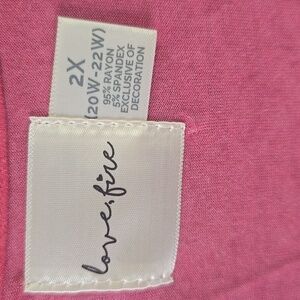 love, fire
2X
(20W-22W)
95% RAYON
5% SPANDEX
EXCLUSIVE OF
DECORATION